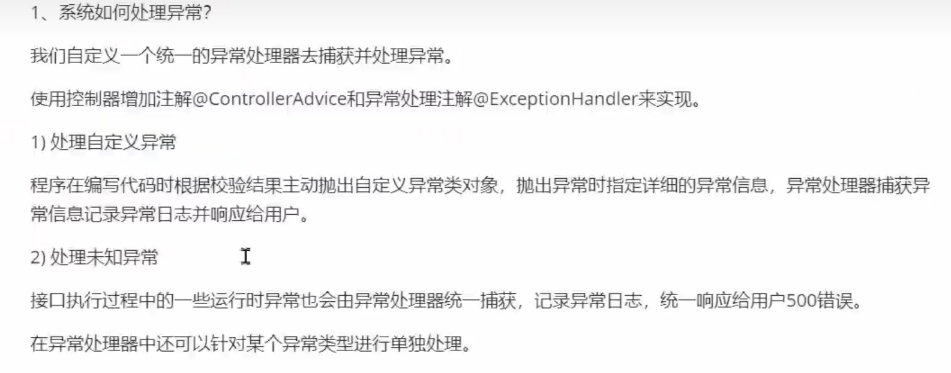 1、系统如何处理异常？
我们自定义一个统一的异常处理器去捕获并处理异常。
使用控制器增加注解@ControllerAdvice和异常处理注解@ExceptionHandler来实现。
1) 处理自定义异常
程序在编写代码时根据校验结果主动抛出自定义异常类对象，抛出异常时指定详细的异常信息，异常处理器捕获异
常信息记录异常日志并响应给用户。
2) 处理未知异常
接口执行过程中的一些运行时异常也会由异常处理器统一捕获，记录异常日志，统一响应给用户500错误。
在异常处理器中还可以针对某个异常类型进行单独处理。